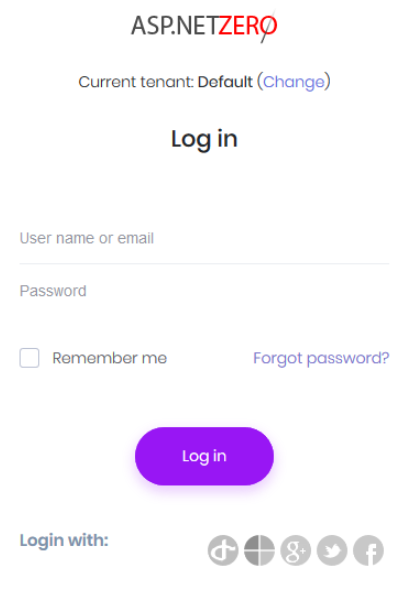 ASP.NETZERO
Current tenant: Default (Change)
Log in
User name or email
Password
Remember me Forgot password?
Log in
Login with: